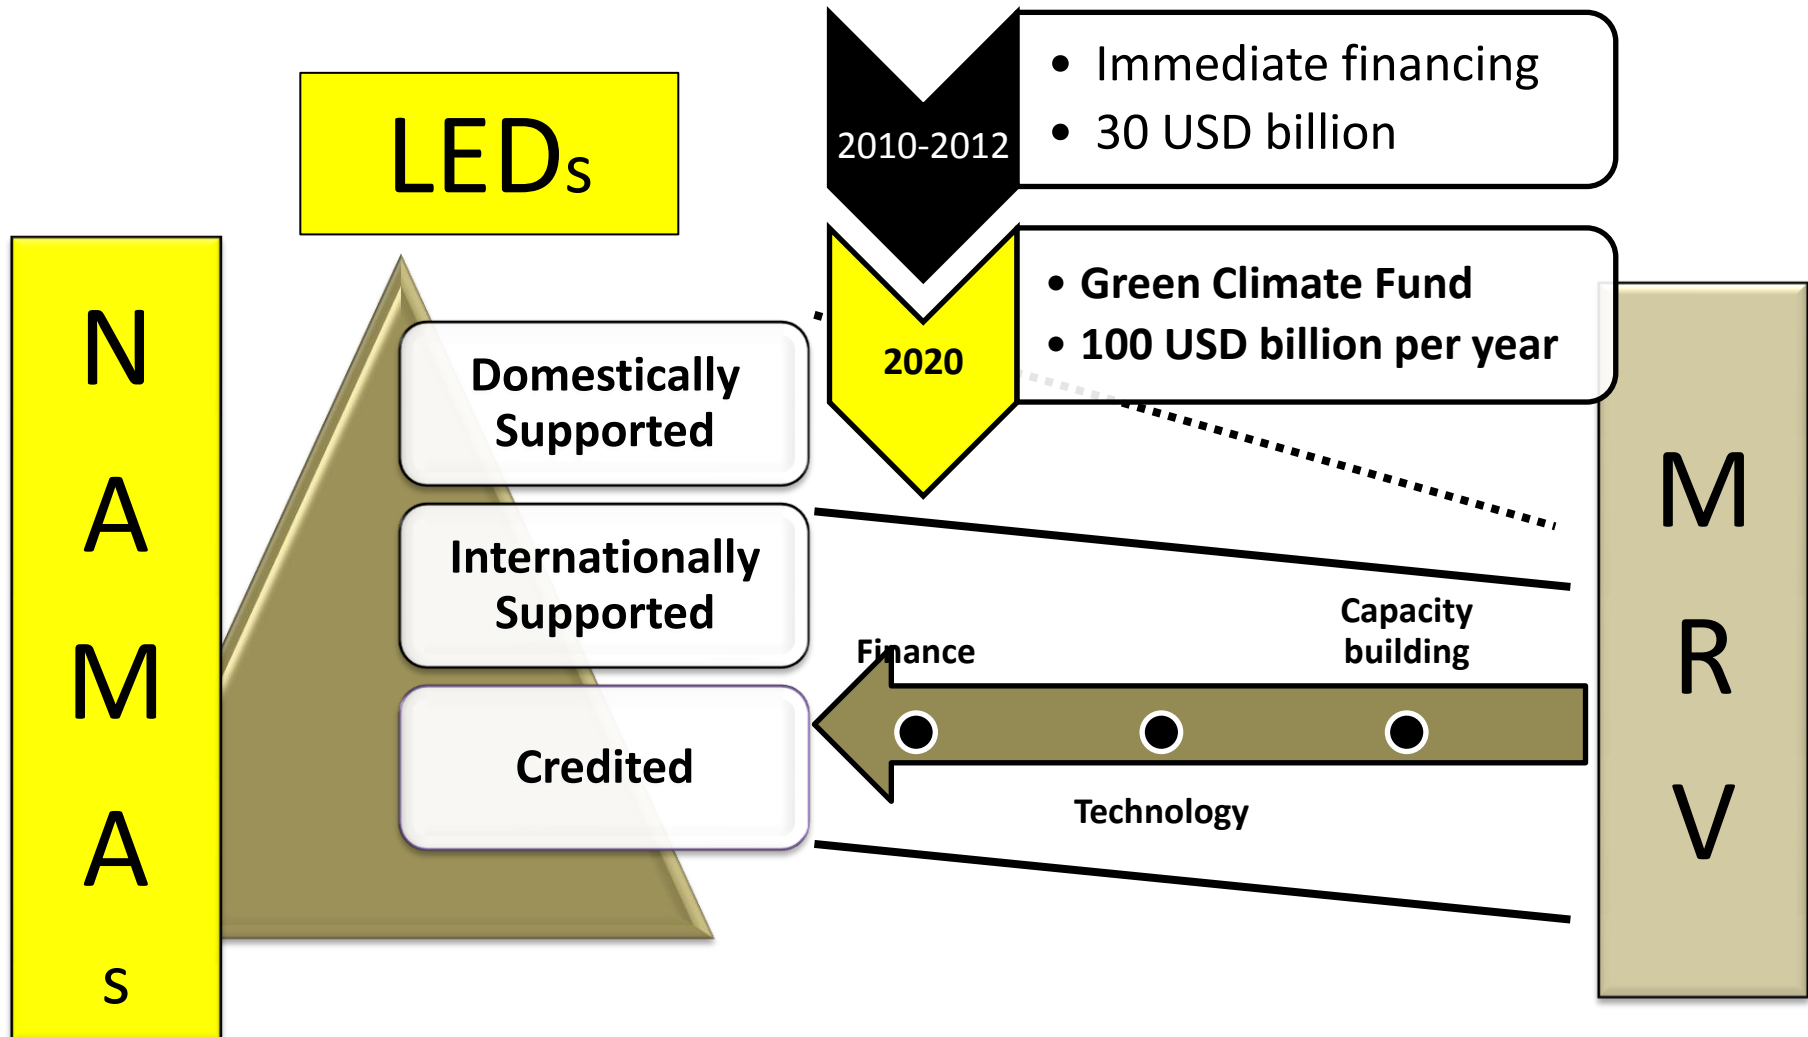 LEDs
2010-2012
• Immediate financing
• 30 USD billion
2020
• Green Climate Fund
• 100 USD billion per year
N
A
M
A
s
Domestically
Supported
Internationally
Supported
Credited
Finance
Capacity
building
Technology
M
R
V